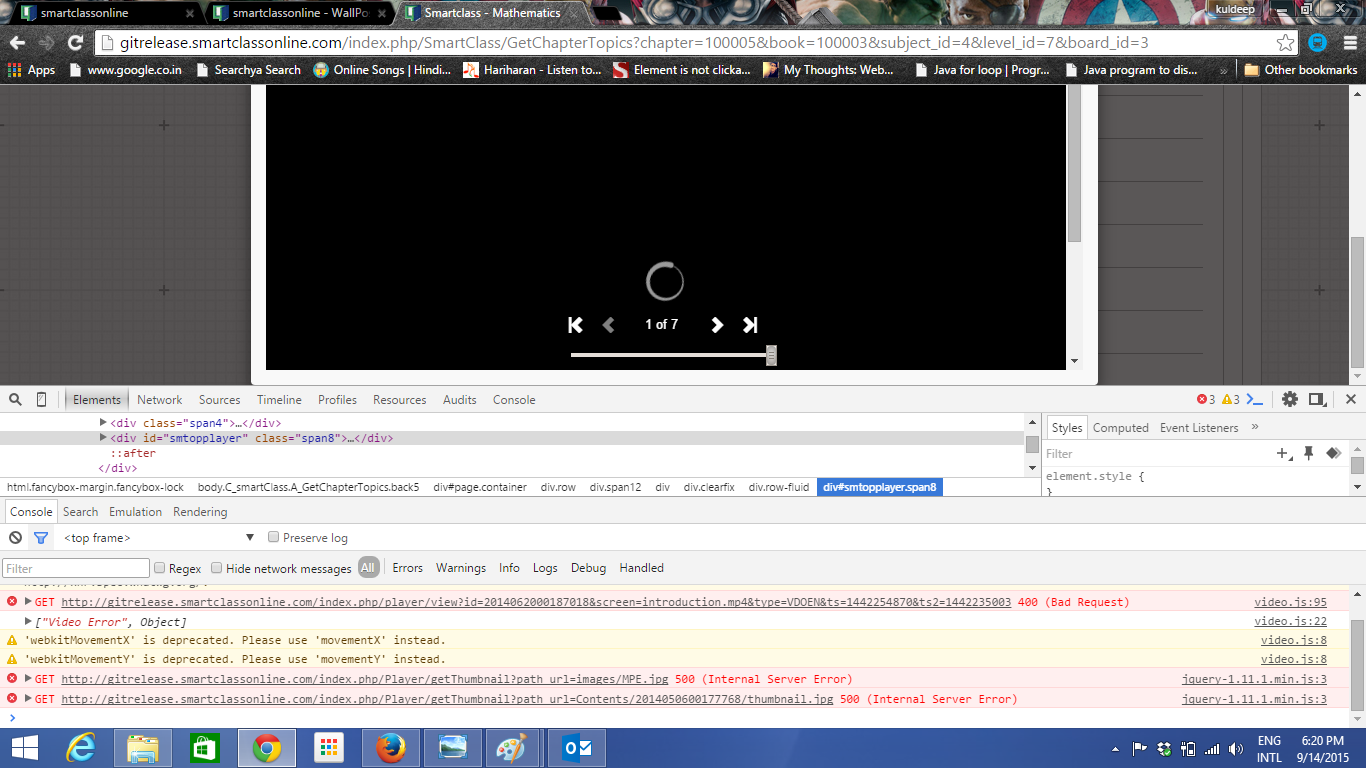 smartclassonline
smartclassonline - WallPo
Smartclass - Mathematics
kuldeep
gitrelease.smartclassonline.com/index.php/SmartClass/GetChapterTopics?chapter=100005&book=100003&subject_id=4&level_id=7&board_id=3
Apps www.google.co.in Searchya Search Online Songs | Hindi... Hariharan - Listen to... Element is not clicka... My Thoughts: Web... Java for loop | Progr... Java program to dis... » Other bookmarks
1 of 7
Elements Network Sources Timeline Profiles Resources Audits Console 3 3
<div class="span4">…</div>
<div id="smtopplayer" class="span8">…</div>
::after
</div>
Styles Computed Event Listeners »
Filter
element.style {
}
html.fancybox-margin.fancybox-lock body.C_smartClass.A_GetChapterTopics.back5 div#page.container div.row div.span12 div div.clearfix div.row-fluid div#smtopplayer.span8
Console Search Emulation Rendering
<top frame> ▼ Preserve log
Filter Regex Hide network messages All Errors Warnings Info Logs Debug Handled
GET http://gitrelease.smartclassonline.com/index.php/player/view?id=2014062000187018&screen=introduction.mp4&type=VDOEN&ts=1442254870&ts2=1442235003 400 (Bad Request) video.js:95
["Video Error", Object] video.js:22
'webkitMovementX' is deprecated. Please use 'movementX' instead. video.js:8
'webkitMovementY' is deprecated. Please use 'movementY' instead. video.js:8
GET http://gitrelease.smartclassonline.com/index.php/Player/getThumbnail?path url=images/MPE.jpg 500 (Internal Server Error) jquery-1.11.1.min.js:3
GET http://gitrelease.smartclassonline.com/index.php/Player/getThumbnail?path url=Contents/2014050600177768/thumbnail.jpg 500 (Internal Server Error) jquery-1.11.1.min.js:3
>
ENG 6:20 PM
INTL 9/14/2015